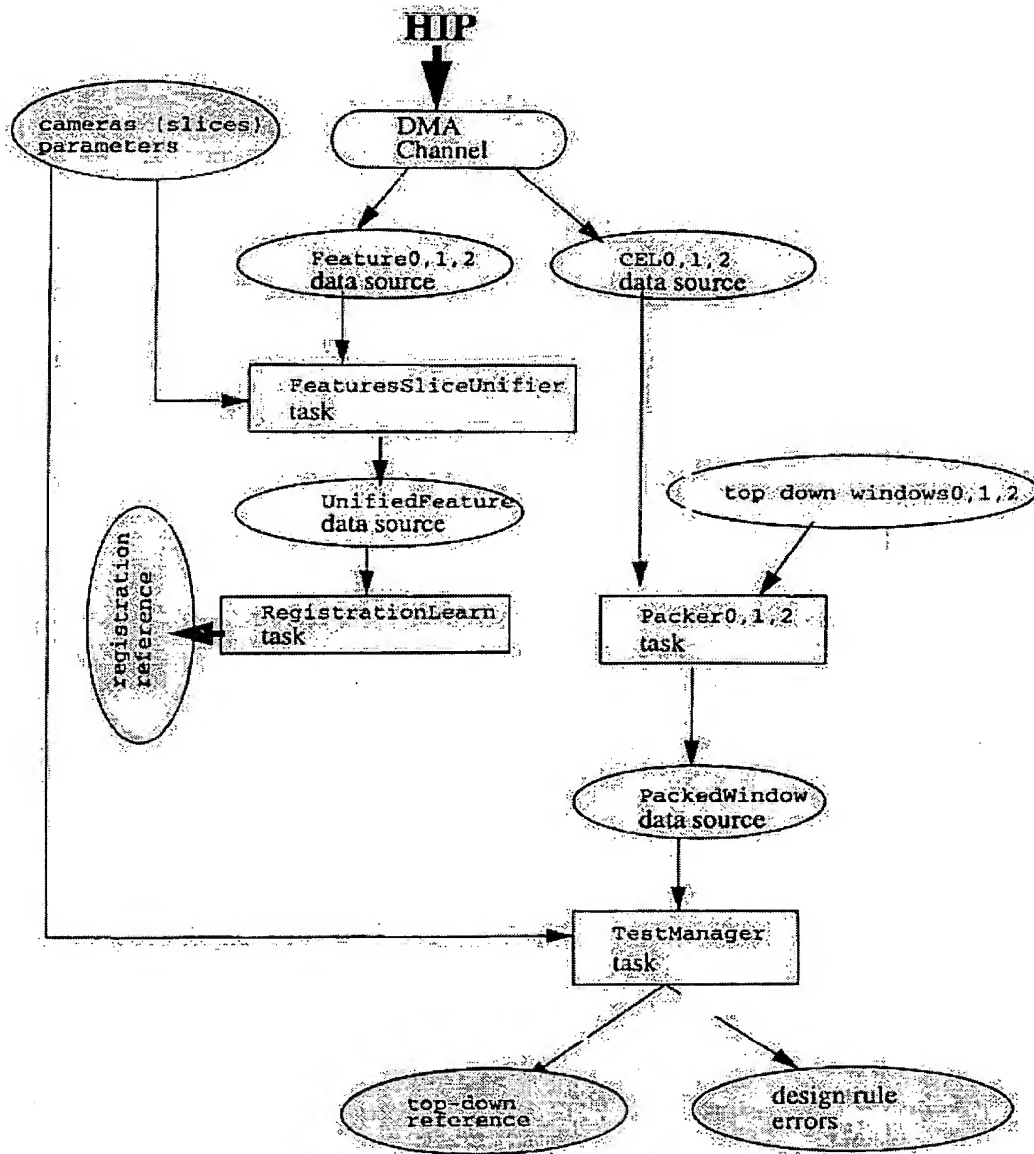 HIP
cameras (slices)
parameters
DMA
Channel
Feature0,1,2
data source
CEL0,1,2
data source
FeaturesSliceUnifier
task
UnifiedFeature
data source
top down windows0,1,2
registration
reference
RegistrationLearn
task
Packer0,1,2
task
PackedWindow
data source
TestManager
task
top-down
reference
design rule
errors